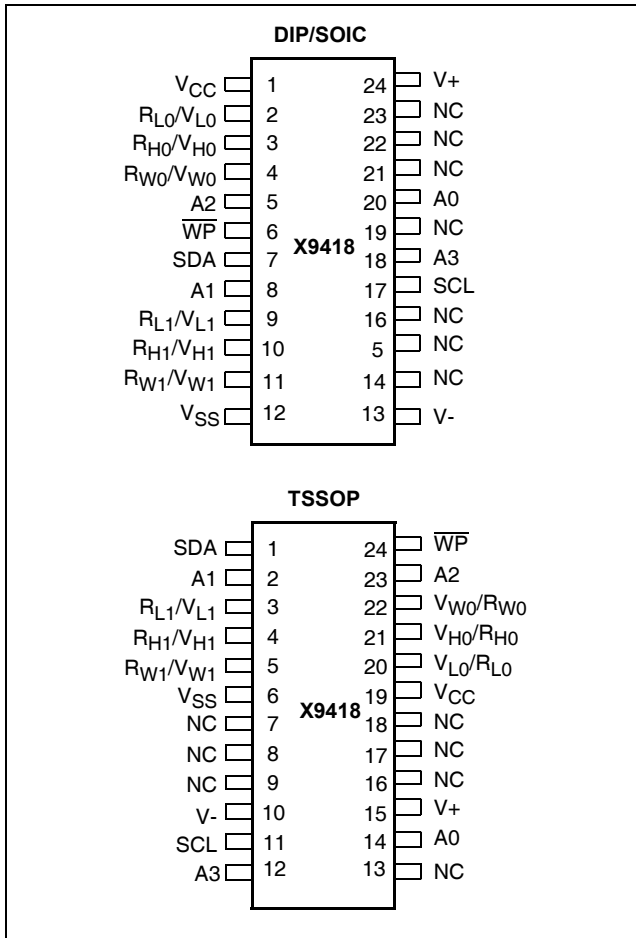 DIP/SOIC
VCC 1 24 V+
RL0/VL0 2 23 NC
RH0/VH0 3 22 NC
RW0/VW0 4 21 NC
A2 5 20 A0
WP 6 19 NC
X9418
SDA 7 18 A3
A1 8 17 SCL
RL1/VL1 9 16 NC
RH1/VH1 10 5 NC
RW1/VW1 11 14 NC
VSS 12 13 V-
TSSOP
SDA 1 24 WP
A1 2 23 A2
RL1/VL1 3 22 VW0/RW0
RH1/VH1 4 21 VH0/RH0
RW1/VW1 5 20 VL0/RL0
VSS 6 19 VCC
X9418
NC 7 18 NC
NC 8 17 NC
NC 9 16 NC
V- 10 15 V+
SCL 11 14 A0
A3 12 13 NC